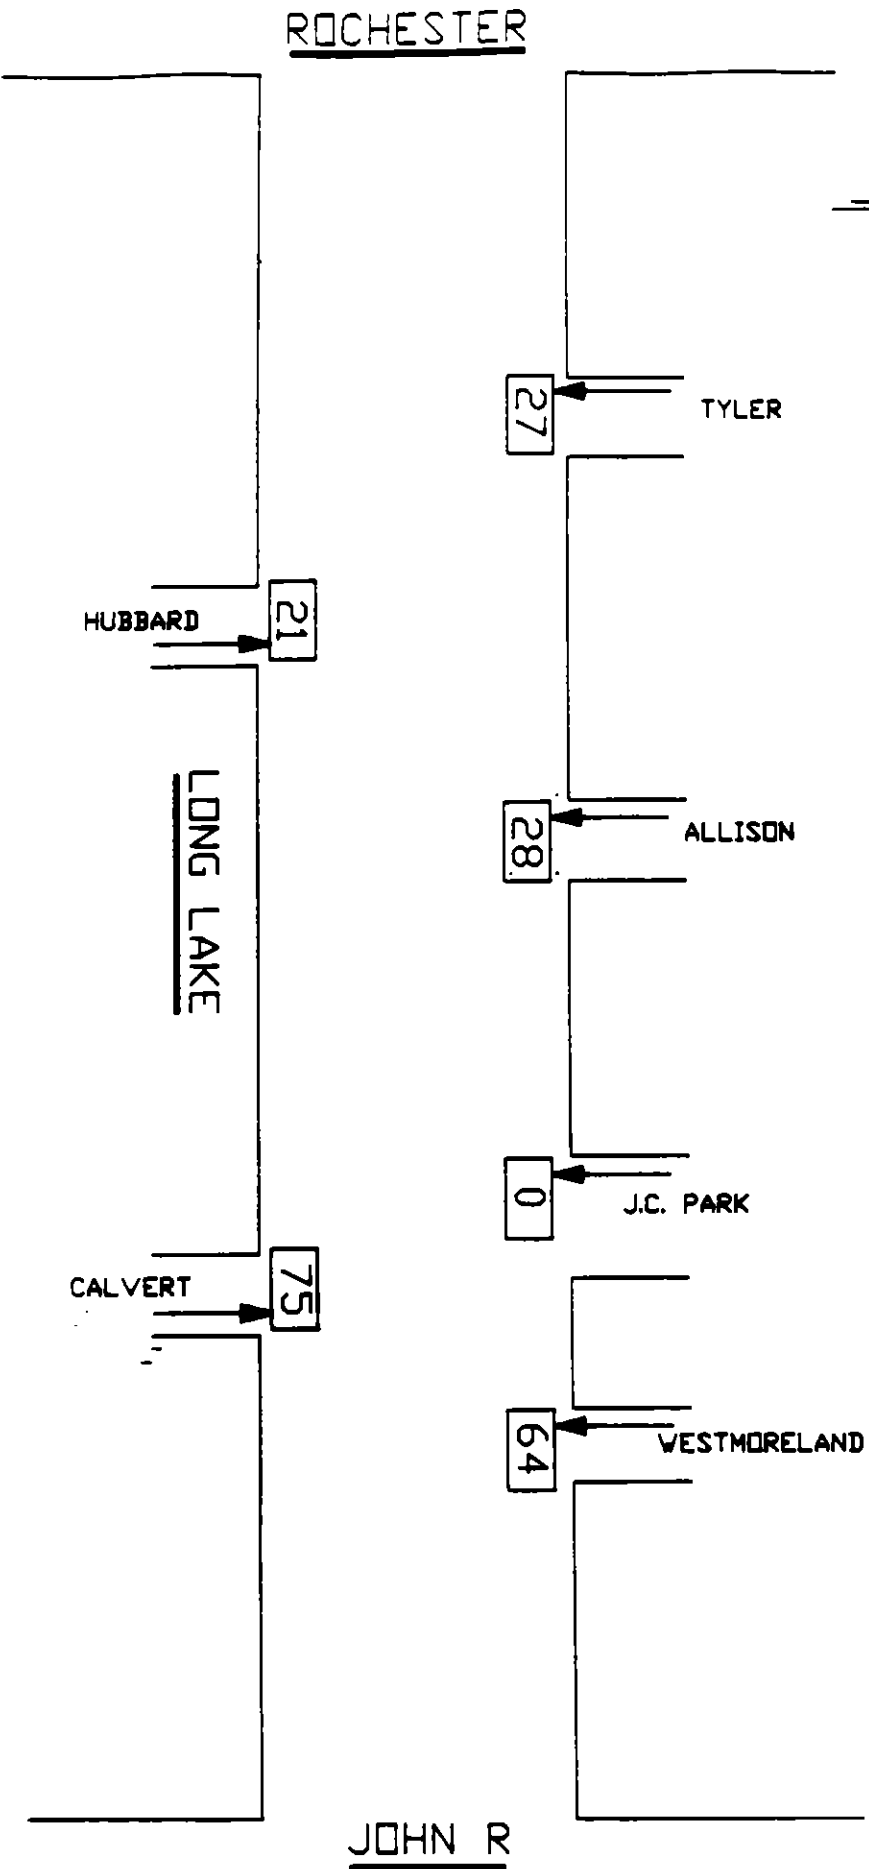 ROCHESTER
27
TYLER
HUBBARD
21
LONG LAKE
28
ALLISON
0
J.C. PARK
CALVERT
75
64
WESTMORELAND
JOHN R